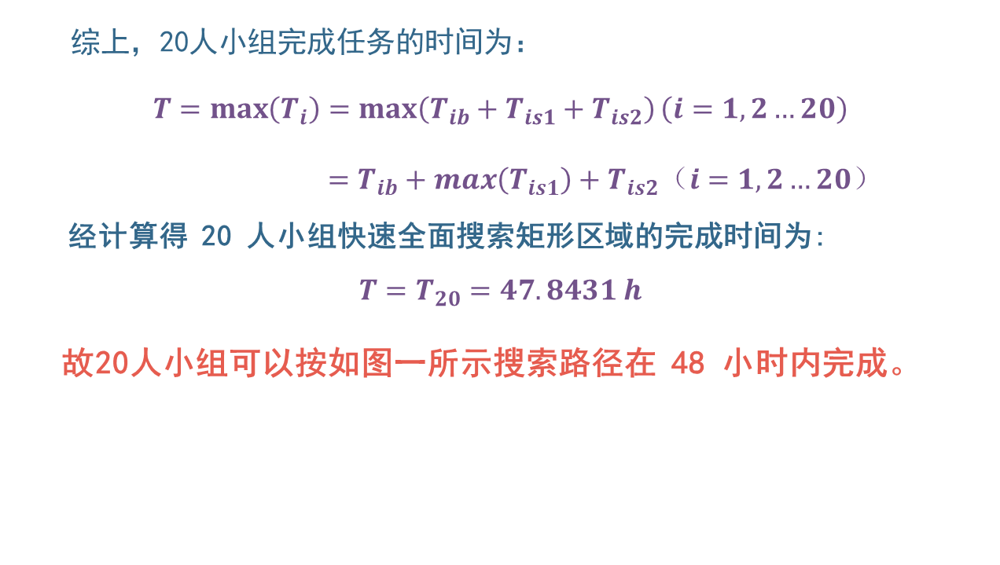 综上，20人小组完成任务的时间为：
T = max(T_i) = max(T_{ib} + T_{is1} + T_{is2}) (i = 1, 2 … 20)
= T_{ib} + max(T_{is1}) + T_{is2}（i = 1, 2 … 20）
经计算得 20 人小组快速全面搜索矩形区域的完成时间为:
T = T_{20} = 47.8431 h
故20人小组可以按如图一所示搜索路径在 48 小时内完成。